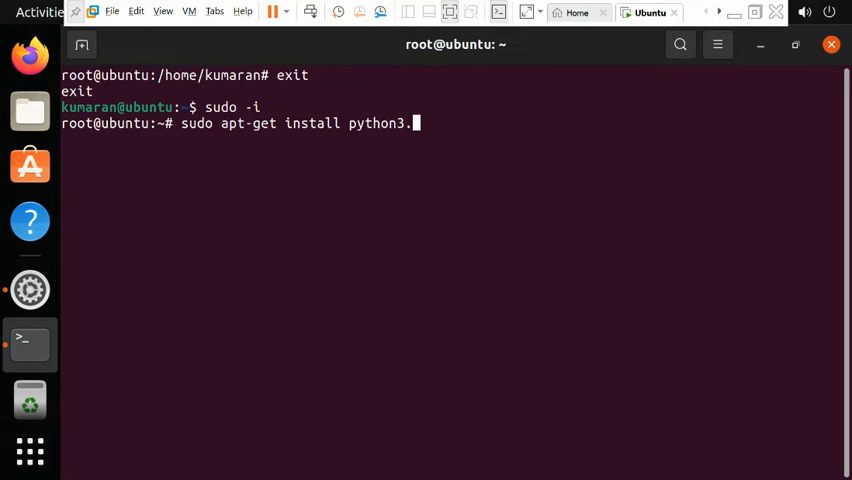 Activities
File Edit View VM Tabs Help
Home
Ubuntu
root@ubuntu: ~
root@ubuntu:/home/kumaran# exit
exit
kumaran@ubuntu:~$ sudo -i
root@ubuntu:~# sudo apt-get install python3.